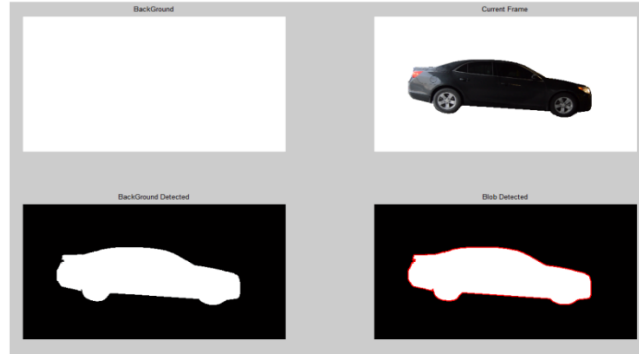 BackGround
Current Frame
BackGround Detected
Blob Detected